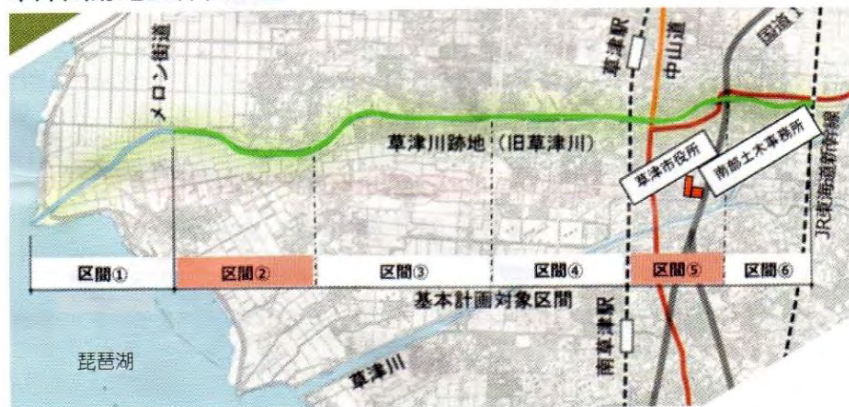 メロン街道
草津駅
中山道
国道1
草津川跡地（旧草津川）
草津市役所
南部土木事務所
JR東海道新幹線
区間①
区間②
区間③
区間④
区間⑤
区間⑥
基本計画対象区間
琵琶湖
草津川
南草津駅